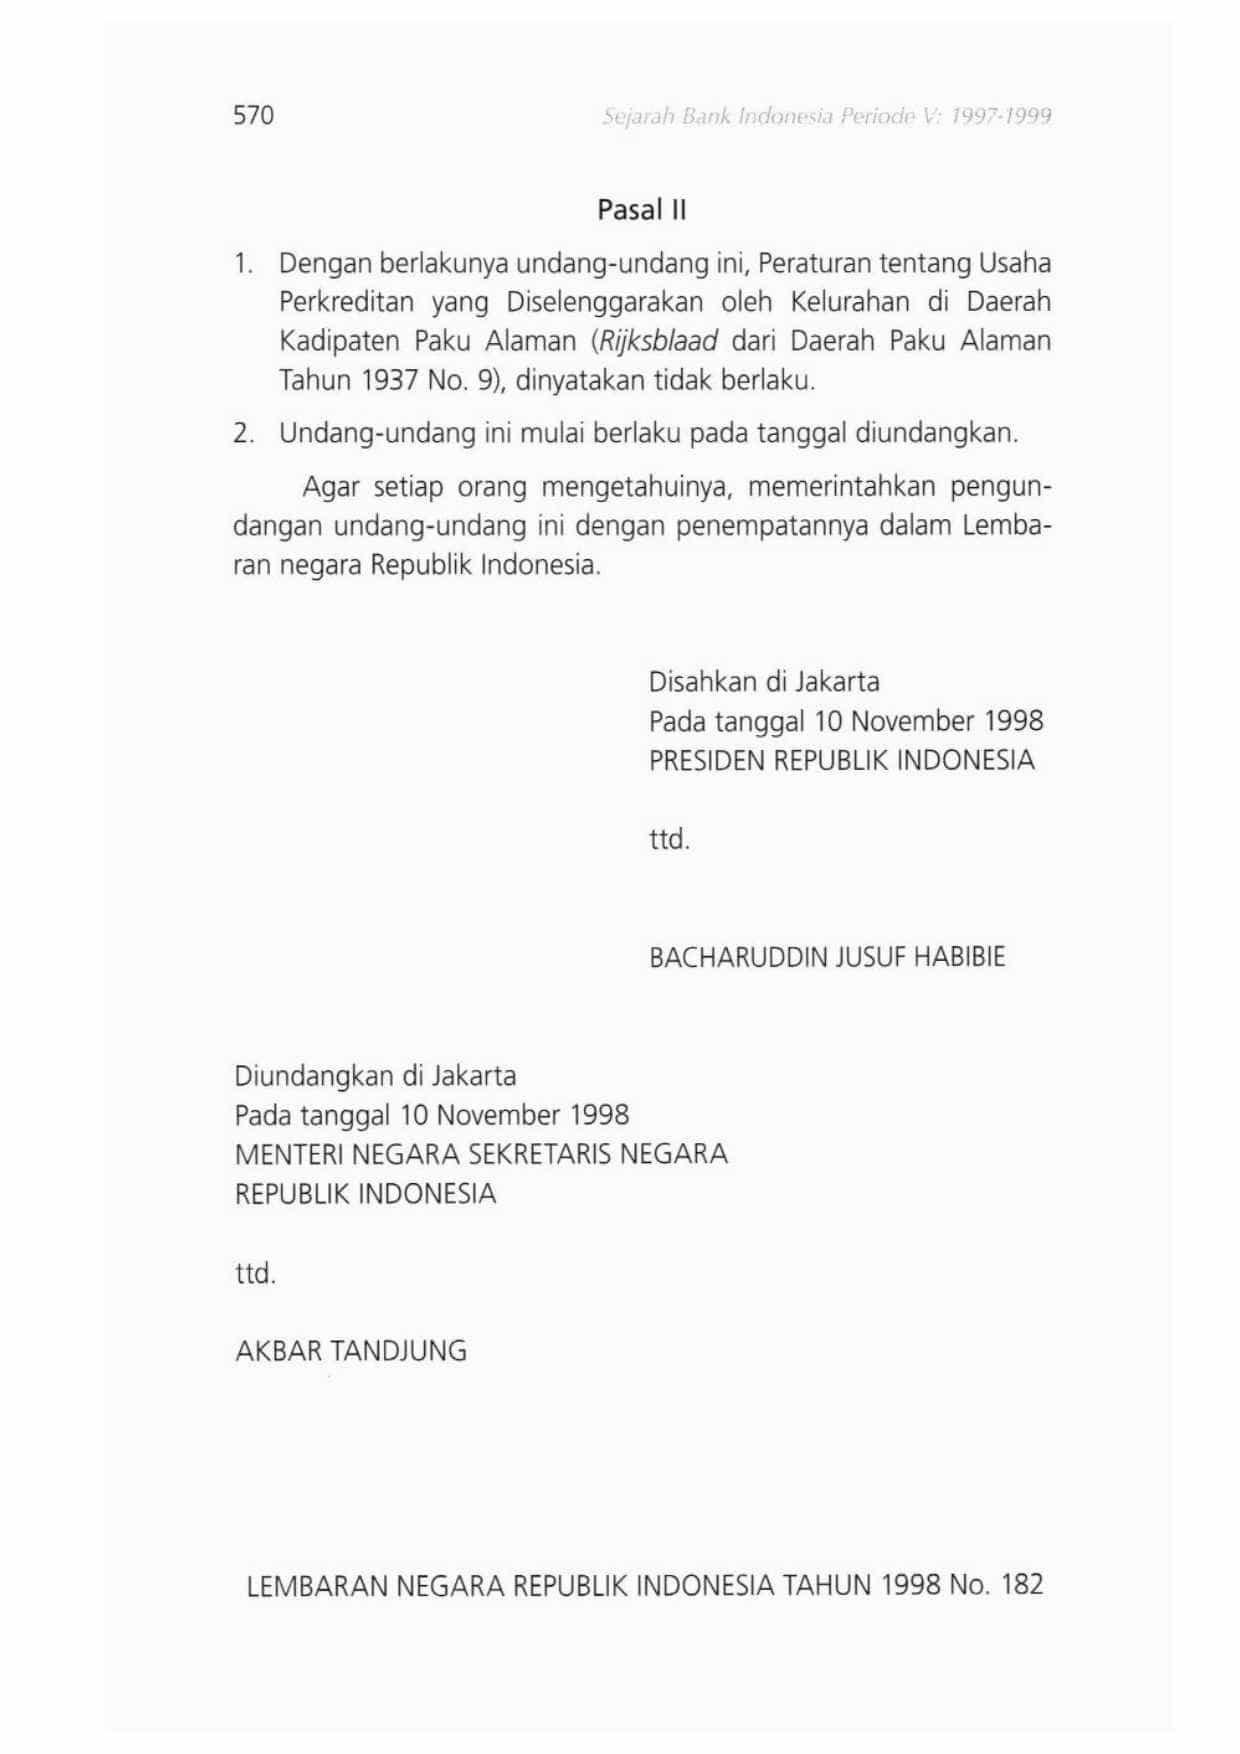 570
Sejarah Bank Indonesia Periode V: 1997-1999
Pasal II
1. Dengan berlakunya undang-undang ini, Peraturan tentang Usaha
Perkreditan yang Diselenggarakan oleh Kelurahan di Daerah
Kadipaten Paku Alaman (Rijksblaad dari Daerah Paku Alaman
Tahun 1937 No. 9), dinyatakan tidak berlaku.
2. Undang-undang ini mulai berlaku pada tanggal diundangkan.
Agar setiap orang mengetahuinya, memerintahkan pengun-
dangan undang-undang ini dengan penempatannya dalam Lemba-
ran negara Republik Indonesia.
Disahkan di Jakarta
Pada tanggal 10 November 1998
PRESIDEN REPUBLIK INDONESIA
ttd.
BACHARUDDIN JUSUF HABIBIE
Diundangkan di Jakarta
Pada tanggal 10 November 1998
MENTERI NEGARA SEKRETARIS NEGARA
REPUBLIK INDONESIA
ttd.
AKBAR TANDJUNG
LEMBARAN NEGARA REPUBLIK INDONESIA TAHUN 1998 No. 182